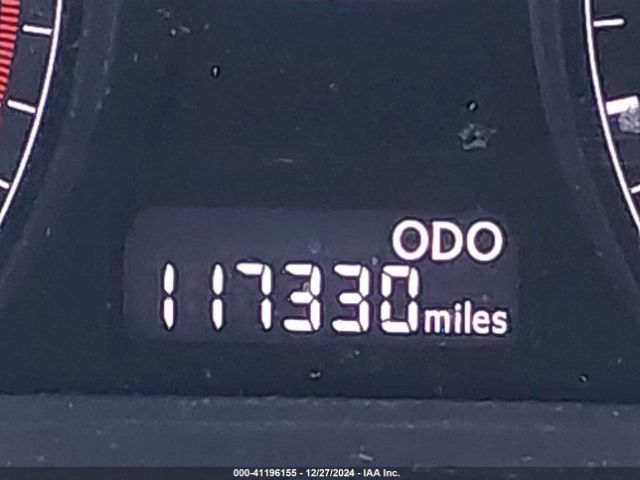 ODO
117330 miles
000-41196155 - 12/27/2024 - IAA Inc.